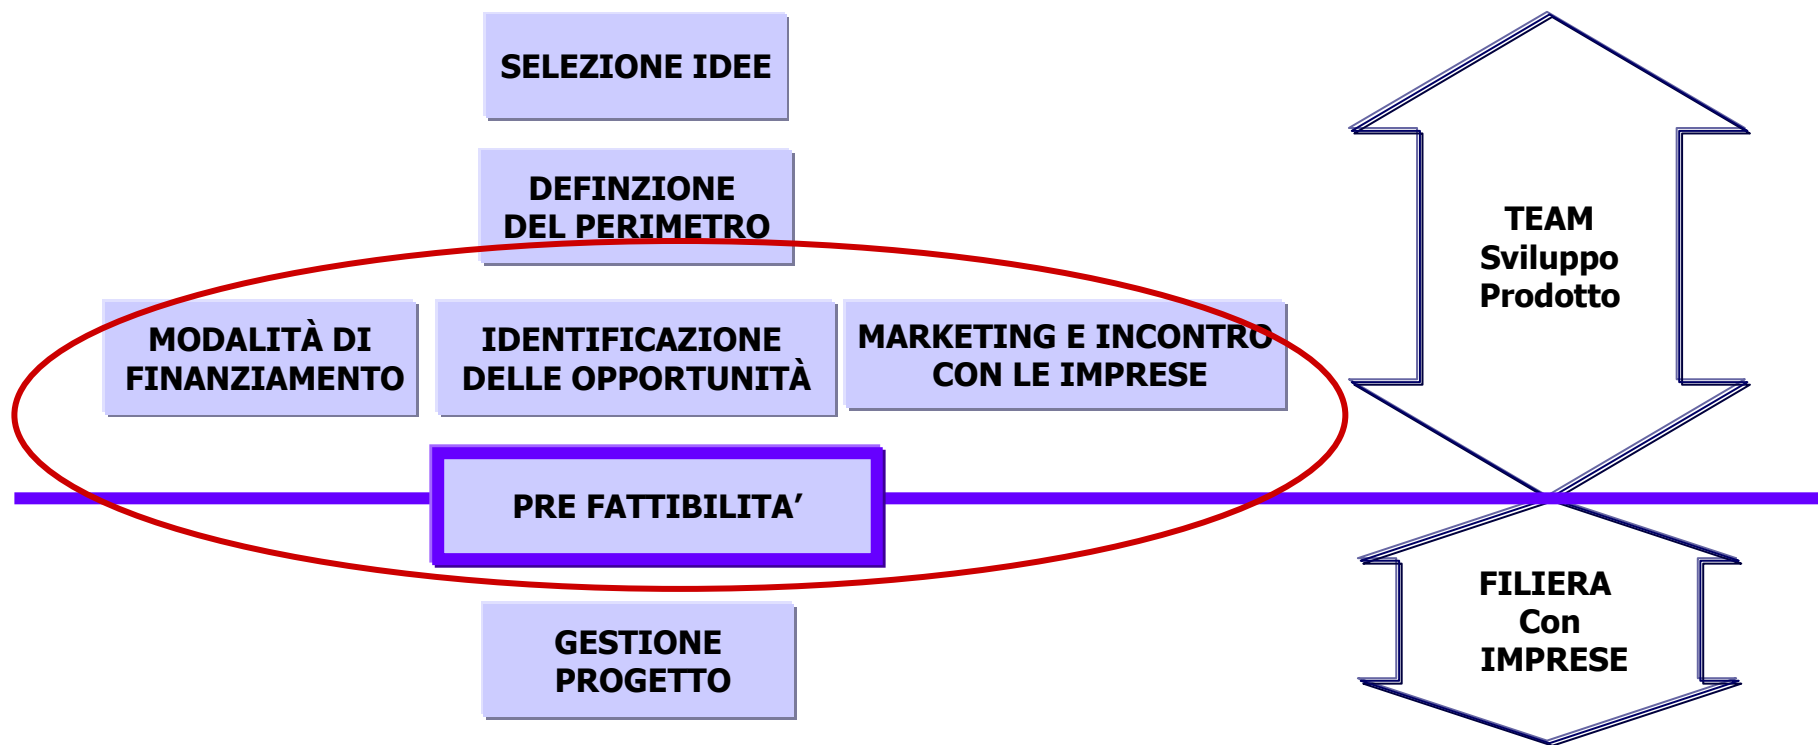 SELEZIONE IDEE
DEFINZIONE
DEL PERIMETRO
MODALITÀ DI
FINANZIAMENTO
IDENTIFICAZIONE
DELLE OPPORTUNITÀ
MARKETING E INCONTRO
CON LE IMPRESE
PRE FATTIBILITA’
GESTIONE
PROGETTO
TEAM
Sviluppo
Prodotto
FILIERA
Con
IMPRESE